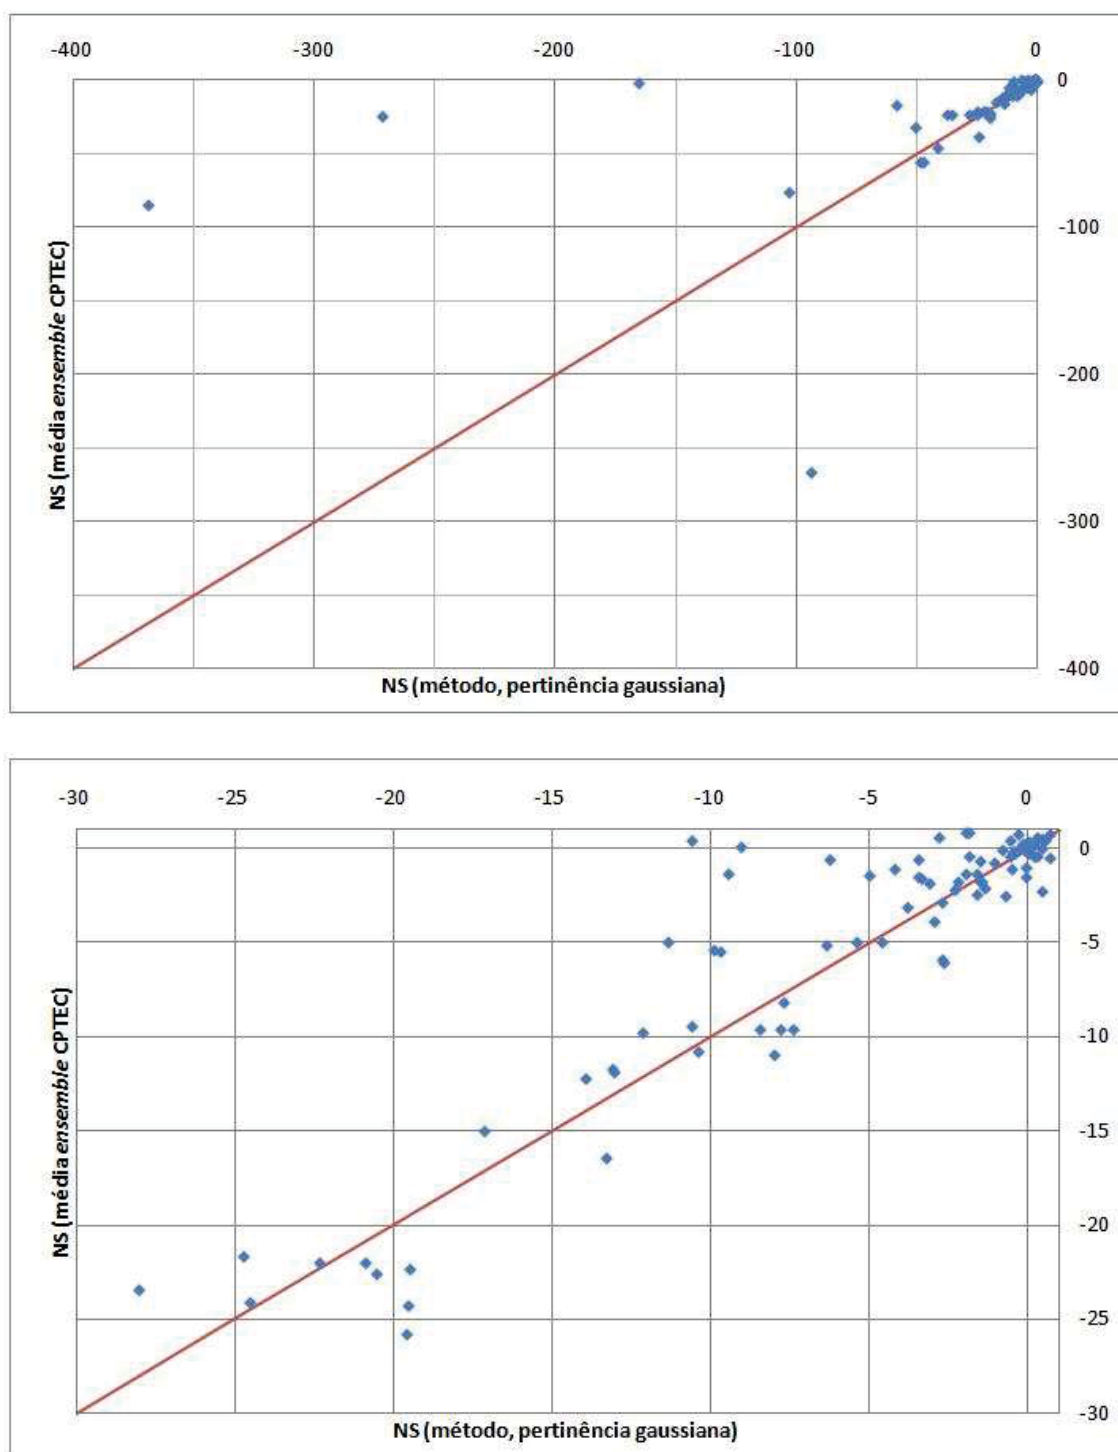 -400 -300 -200 -100 0
0
-100
-200
-300
-400
NS (média ensemble CPTEC)
NS (método, pertinência gaussiana)
-30 -25 -20 -15 -10 -5 0
0
-5
-10
-15
-20
-25
-30
NS (média ensemble CPTEC)
NS (método, pertinência gaussiana)